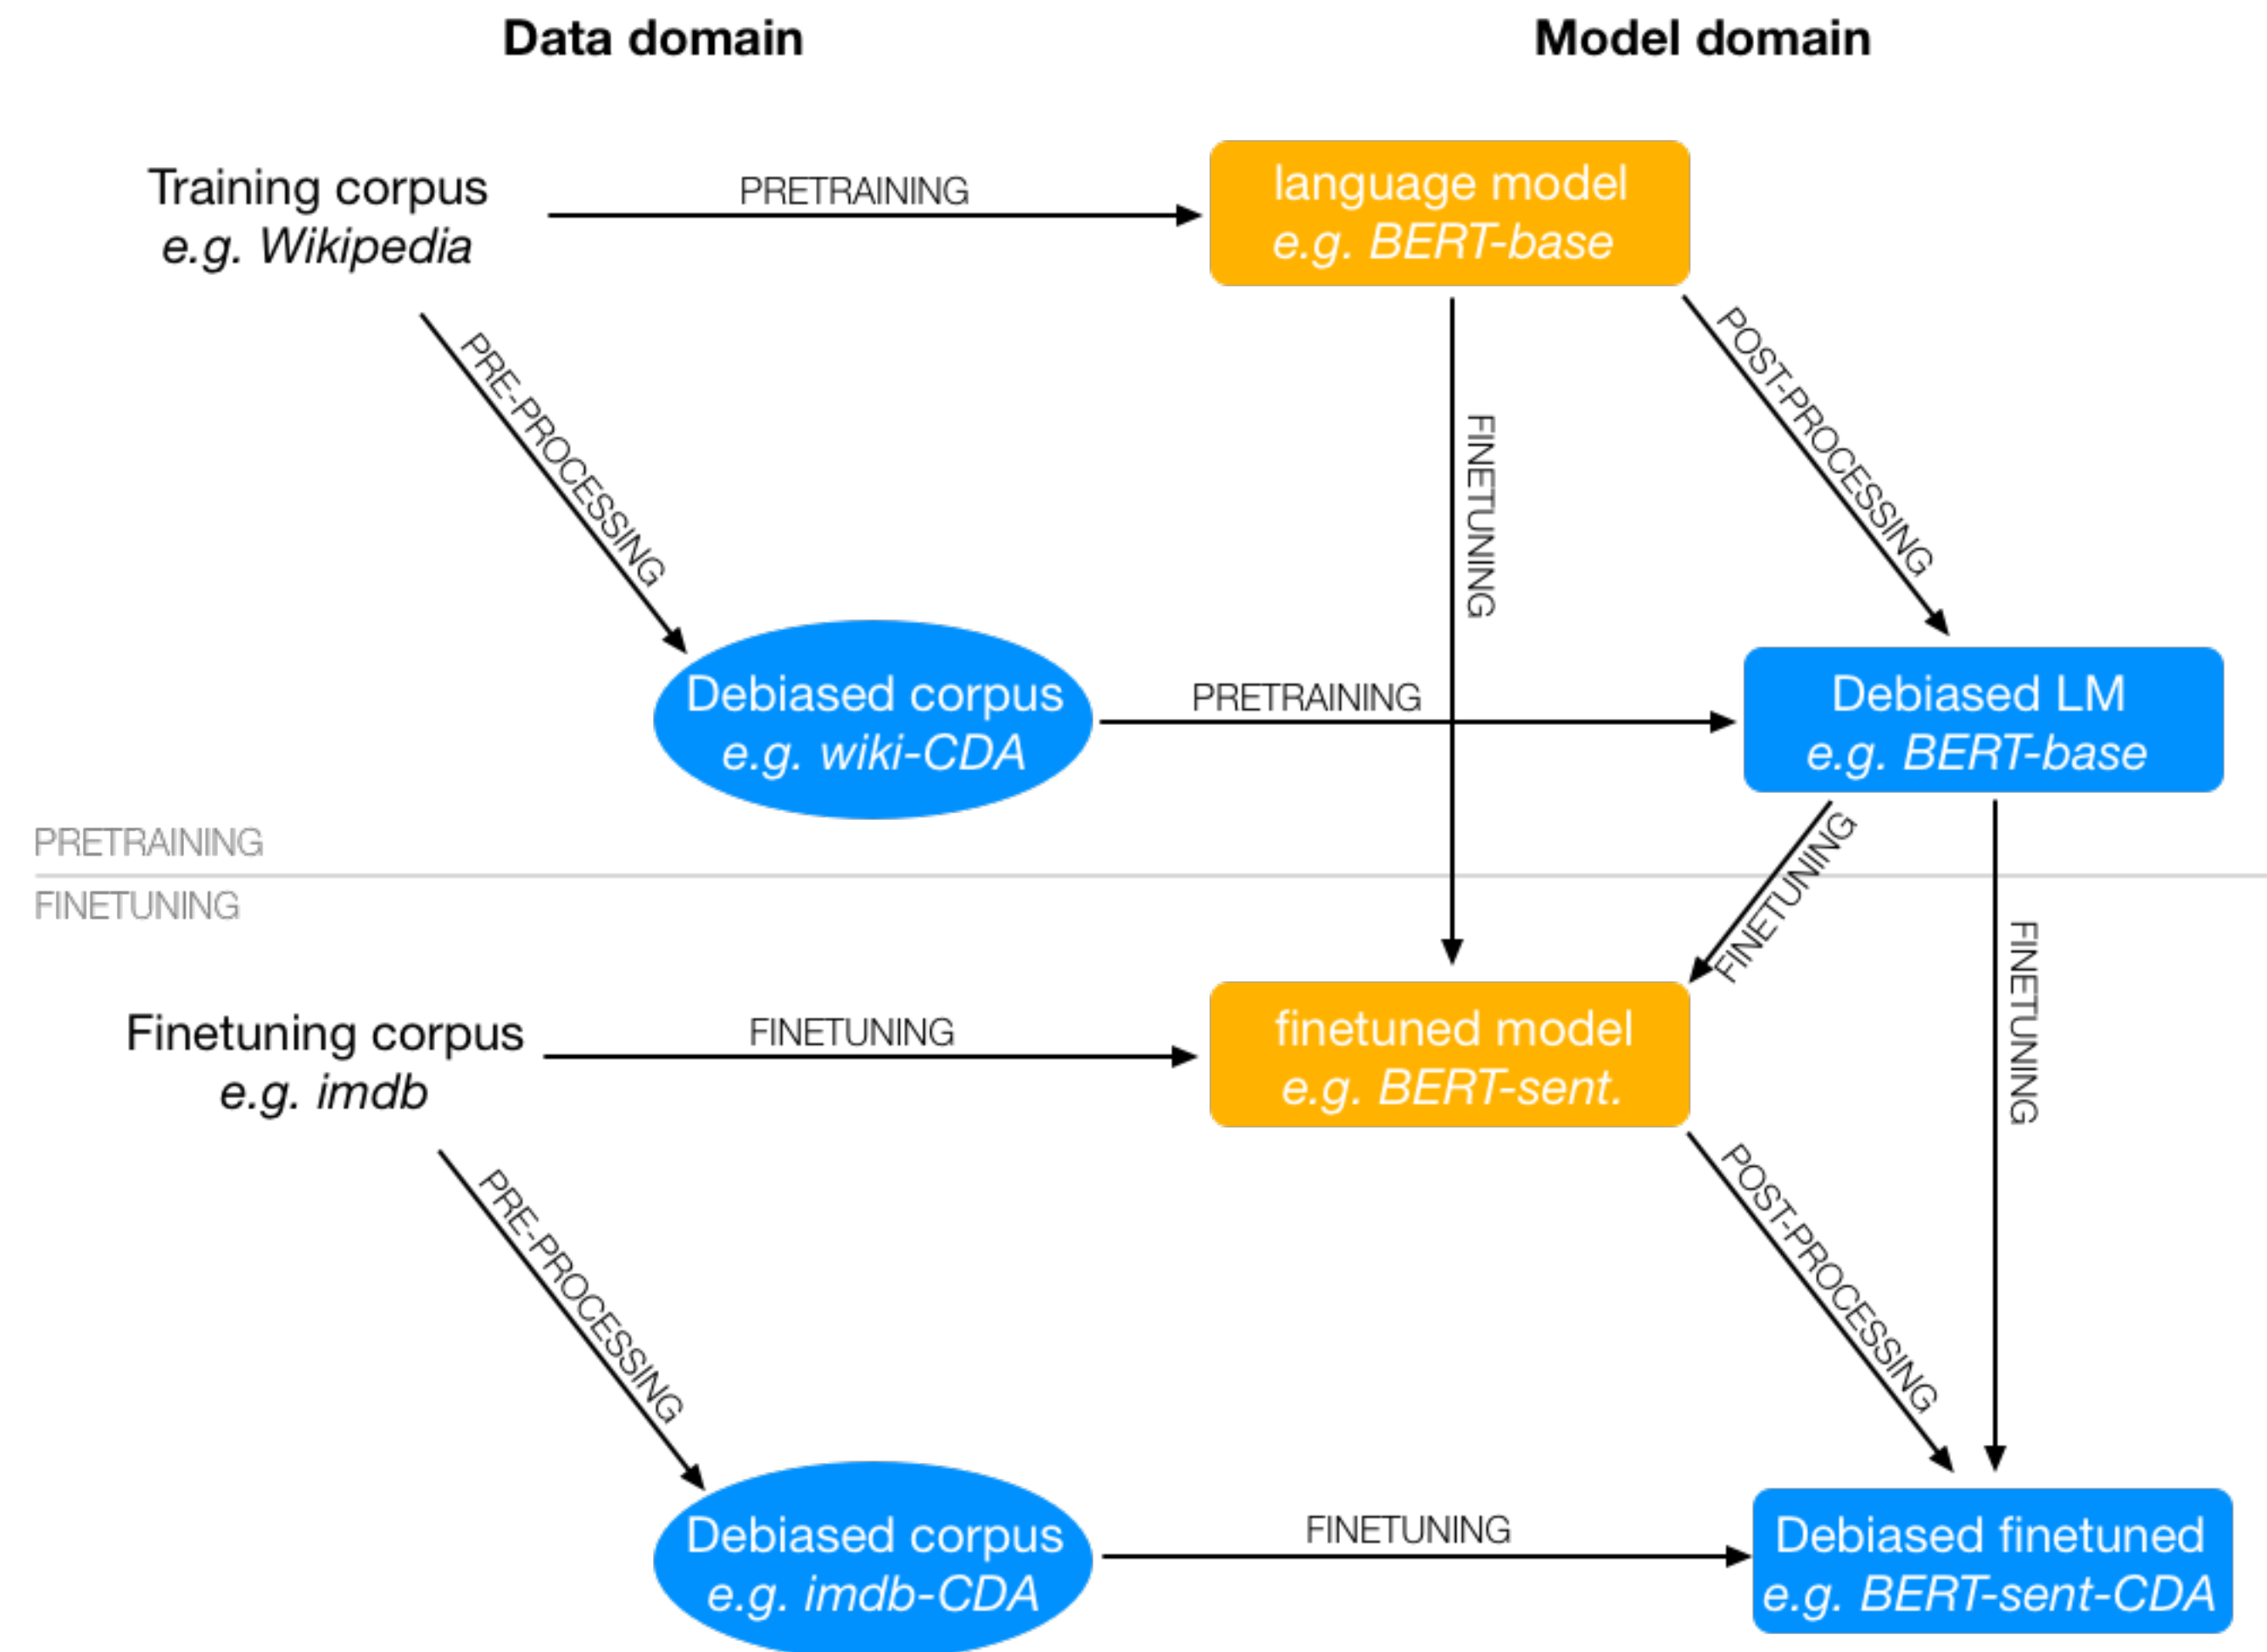 Data domain
Model domain
Training corpus
e.g. Wikipedia
PRETRAINING
language model
e.g. BERT-base
PRE-PROCESSING
FINETUNING
POST-PROCESSING
Debiased corpus
e.g. wiki-CDA
PRETRAINING
Debiased LM
e.g. BERT-base
PRETRAINING
FINETUNING
FINETUNING
FINETUNING
Finetuning corpus
e.g. imdb
FINETUNING
finetuned model
e.g. BERT-sent.
PRE-PROCESSING
POST-PROCESSING
Debiased corpus
e.g. imdb-CDA
FINETUNING
Debiased finetuned
e.g. BERT-sent-CDA